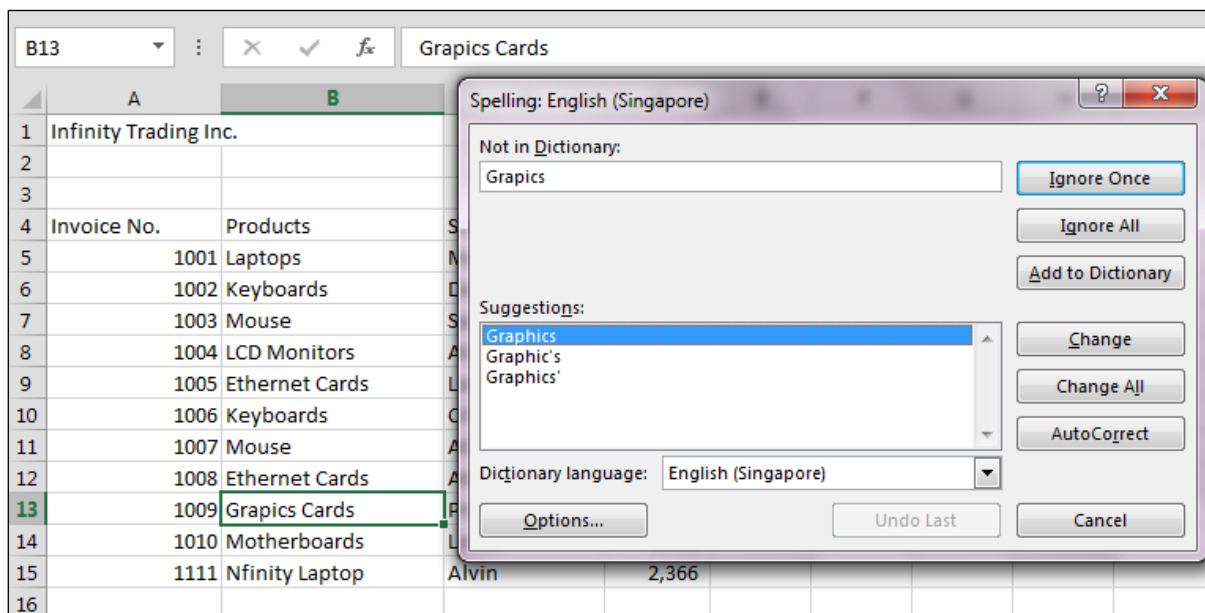 B13 fx Grapics Cards
A B
1 Infinity Trading Inc.
2
3
4 Invoice No. Products S
5 1001 Laptops
6 1002 Keyboards
7 1003 Mouse S
8 1004 LCD Monitors A
9 1005 Ethernet Cards L
10 1006 Keyboards
11 1007 Mouse A
12 1008 Ethernet Cards A
13 1009 Grapics Cards P
14 1010 Motherboards L
15 1111 Nfinity Laptop Alvin 2,366
16
Spelling: English (Singapore) ? X
Not in Dictionary:
Grapics
Ignore Once
Ignore All
Add to Dictionary
Suggestions:
Graphics
Graphic's
Graphics'
Change
Change All
AutoCorrect
Dictionary language: English (Singapore)
Options... Undo Last Cancel